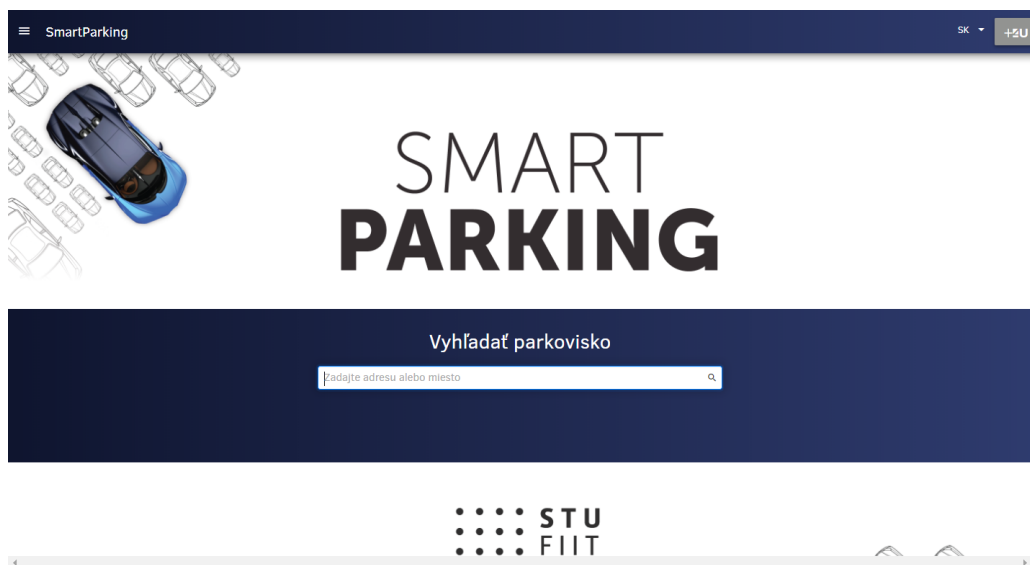 SmartParking
SK
SMART
PARKING
Vyhľadať parkovisko
Zadajte adresu alebo miesto
STU
FIIT